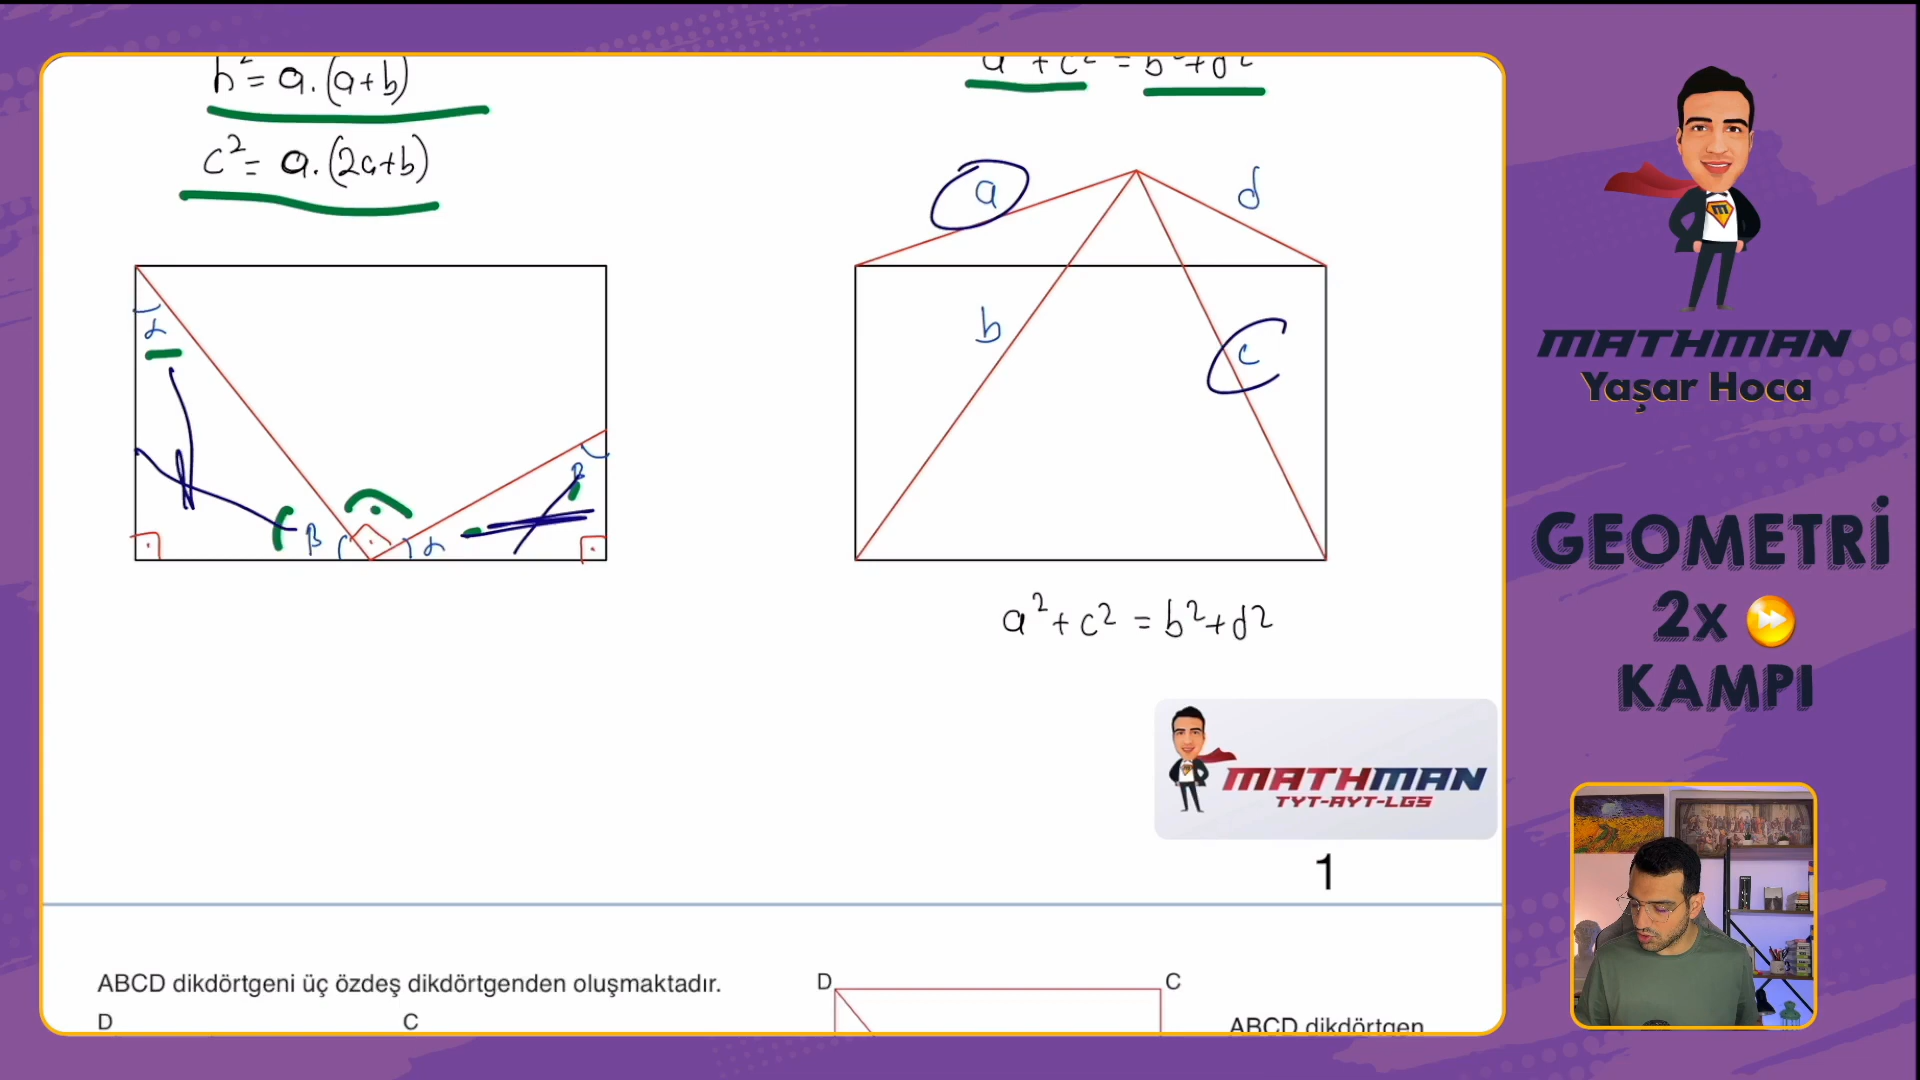 h²= a.(a+b)
c²= a.(2a+b)
a² + c² = b²+d²
a
d
b
c
α
β
α
β
a²+c² = b²+d²
MATHMAN
TYT-AYT-LGS
1
ABCD dikdörtgeni üç özdeş dikdörtgenden oluşmaktadır.
D
C
D
C
ABCD dikdörtgen
M
MATHMAN
Yaşar Hoca
GEOMETRİ
2x
KAMPI